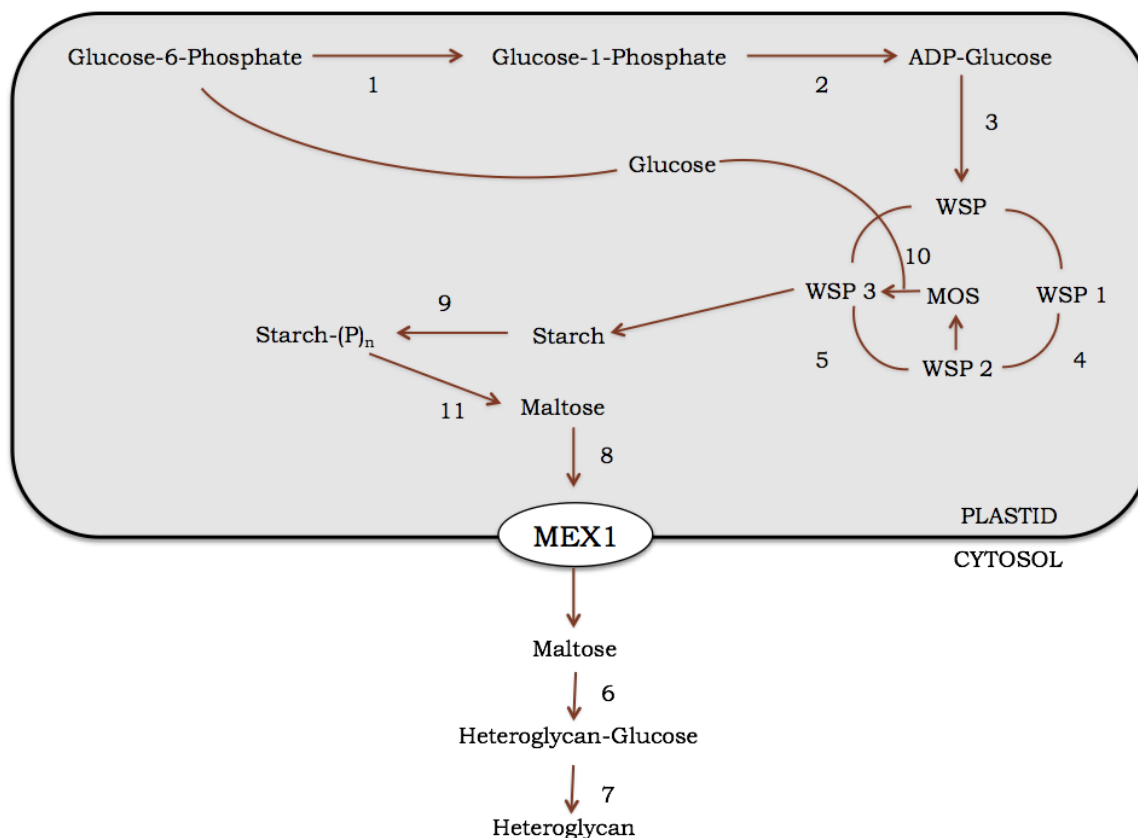 Glucose-6-Phosphate
Glucose-1-Phosphate
ADP-Glucose
1
2
3
Glucose
WSP
10
WSP 3
MOS
WSP 1
9
Starch-(P)n
Starch
5
WSP 2
4
11
Maltose
8
MEX1
PLASTID
CYTOSOL
Maltose
6
Heteroglycan-Glucose
7
Heteroglycan